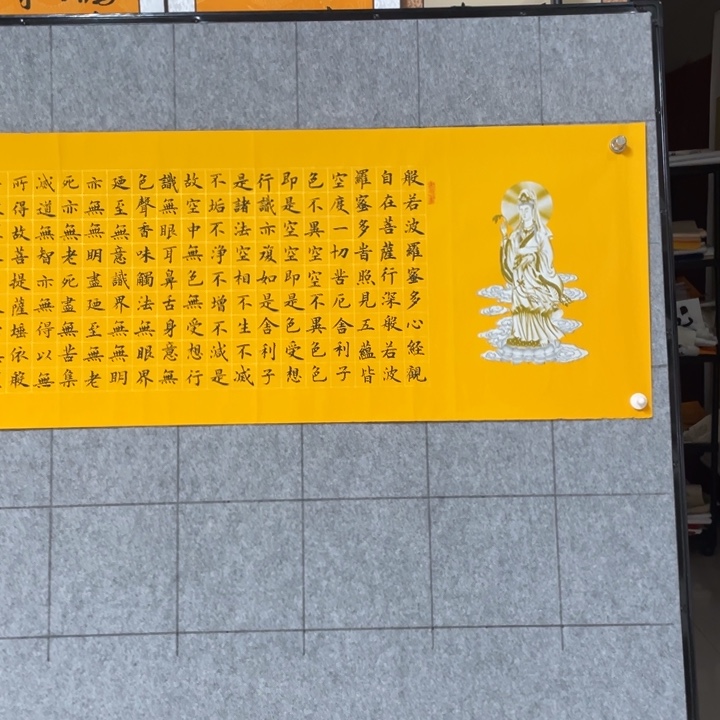 般若波羅蜜多心經觀
自在菩薩行深般若波
羅蜜多旹照見五蘊皆
空度一切苦厄舍利子
色不異空空不異色色
即是空空即是色受想
行識亦復如是舍利子
是諸法空相不生不滅
不垢不淨不增不減是
故空中無色無受想行
識無眼耳鼻舌身意無
色聲香味觸法無眼界
廼至無意識界無無明
亦無無明盡廼至無老
死亦無老死盡無苦集
滅道無智亦無得以無
所得故菩提薩埵依般